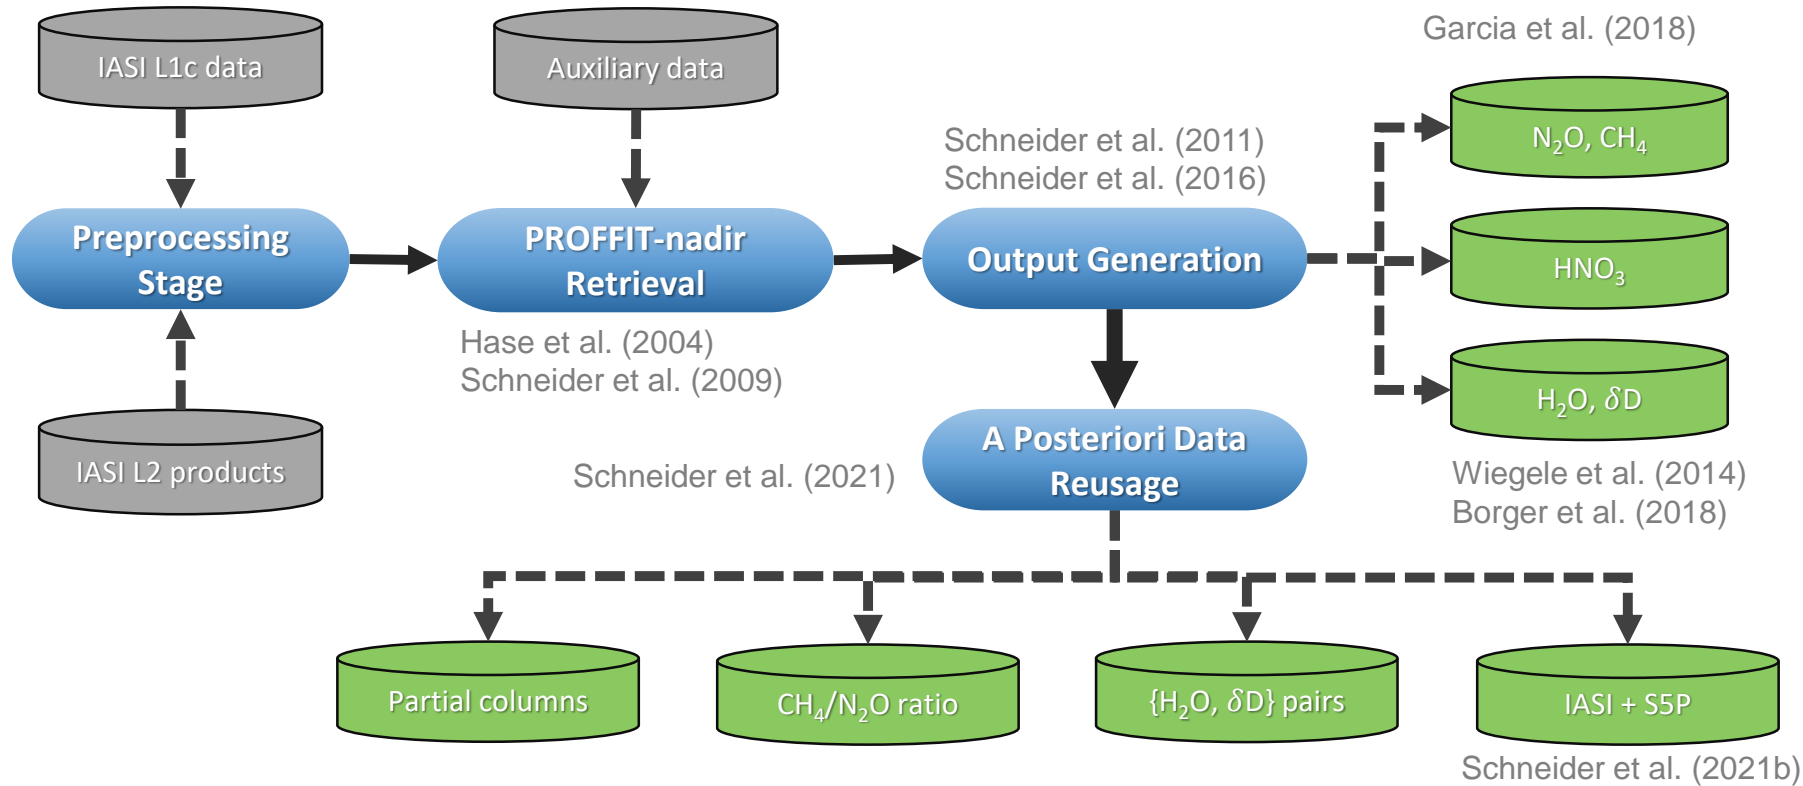 Garcia et al. (2018)
IASI L1c data
Auxiliary data
N₂O, CH₄
Schneider et al. (2011)
Schneider et al. (2016)
Preprocessing
Stage
PROFFIT-nadir
Retrieval
Output Generation
HNO₃
Hase et al. (2004)
Schneider et al. (2009)
H₂O, δD
IASI L2 products
A Posteriori Data
Reusage
Schneider et al. (2021)
Wiegele et al. (2014)
Borger et al. (2018)
Partial columns
CH₄/N₂O ratio
{H₂O, δD} pairs
IASI + S5P
Schneider et al. (2021b)